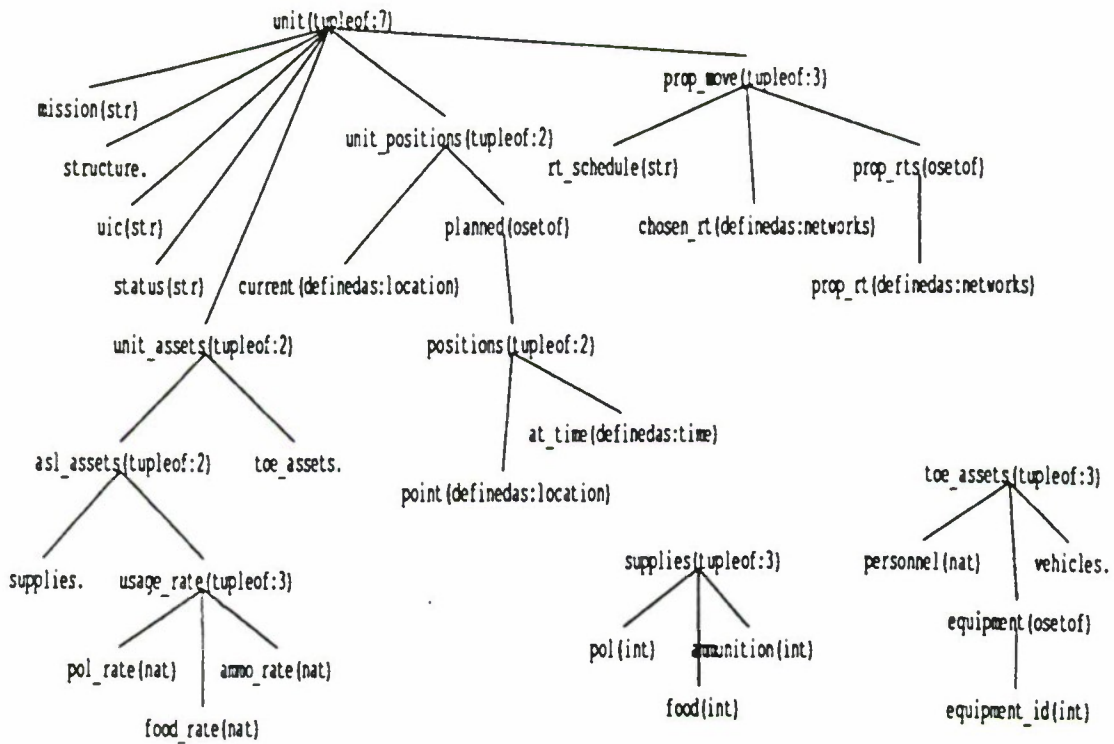 unit(tupleof:7)
prop_move(tupleof:3)
mission(str)
unit_positions(tupleof:2)
structure.
rt_schedule(str)
prop_rts(osetof)
uic(str)
planned(osetof)
chosen_rt(definedas:networks)
status(str)
current(definedas:location)
prop_rt(definedas:networks)
unit_assets(tupleof:2)
positions(tupleof:2)
at_time(definedas:time)
asl_assets(tupleof:2)
toe_assets.
point(definedas:location)
toe_assets(tupleof:3)
supplies.
usage_rate(tupleof:3)
supplies(tupleof:3)
personnel(nat)
vehicles.
equipment(osetof)
pol(int)
ammunition(int)
pol_rate(nat)
ammo_rate(nat)
food(int)
equipment_id(int)
food_rate(nat)